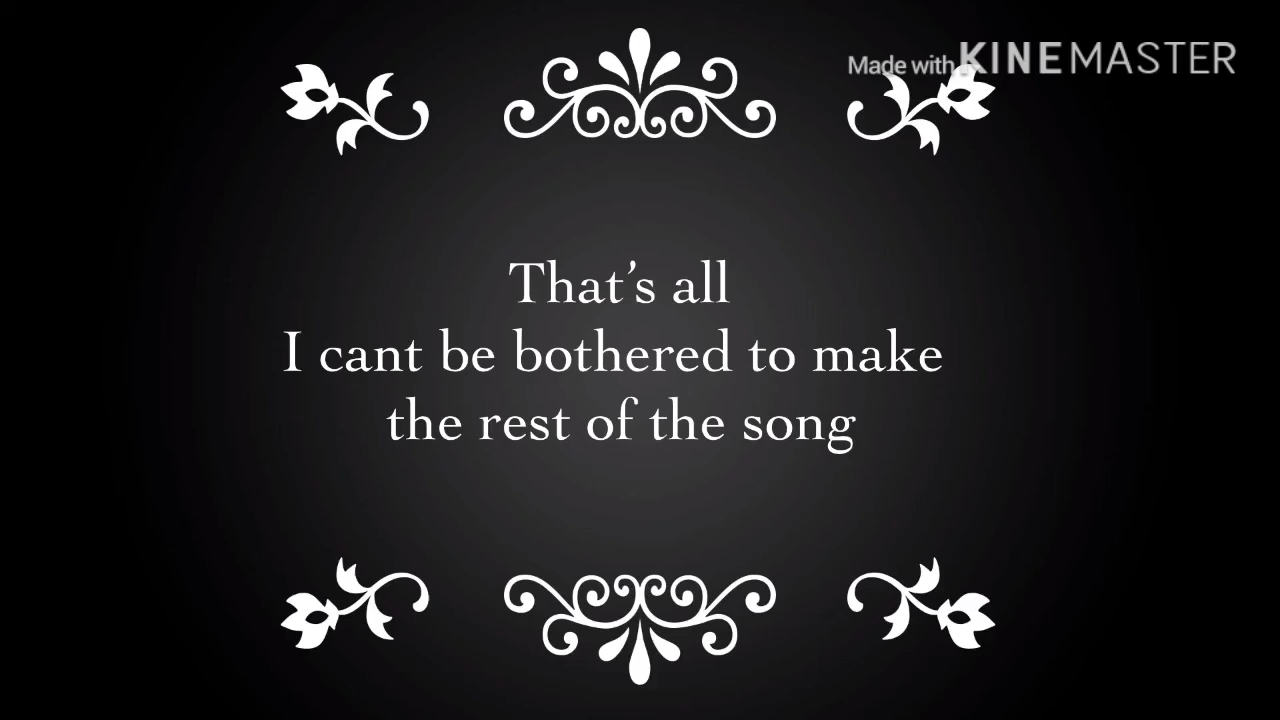 Made with KINEMASTER
That’s all
I cant be bothered to make
the rest of the song